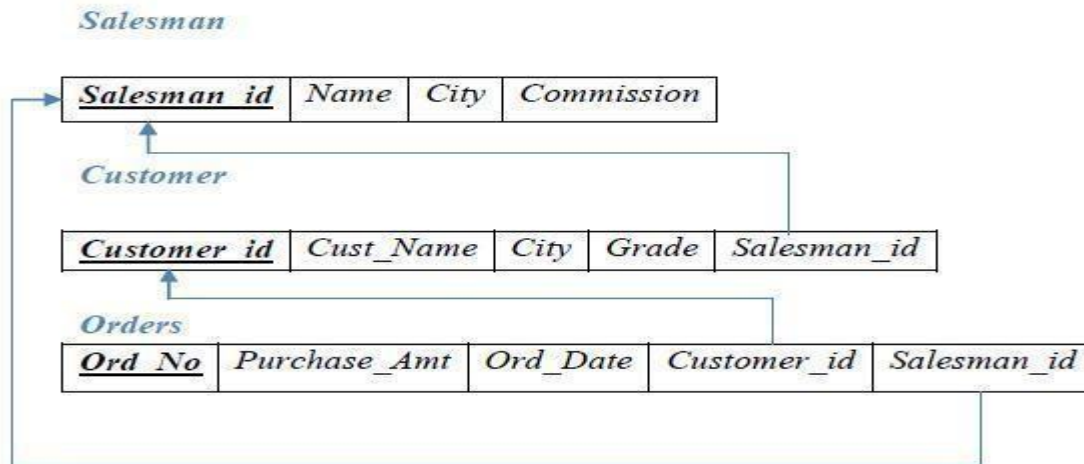 Salesman
Salesman_id Name City Commission
Customer
Customer_id Cust_Name City Grade Salesman_id
Orders
Ord_No Purchase_Amt Ord_Date Customer_id Salesman_id